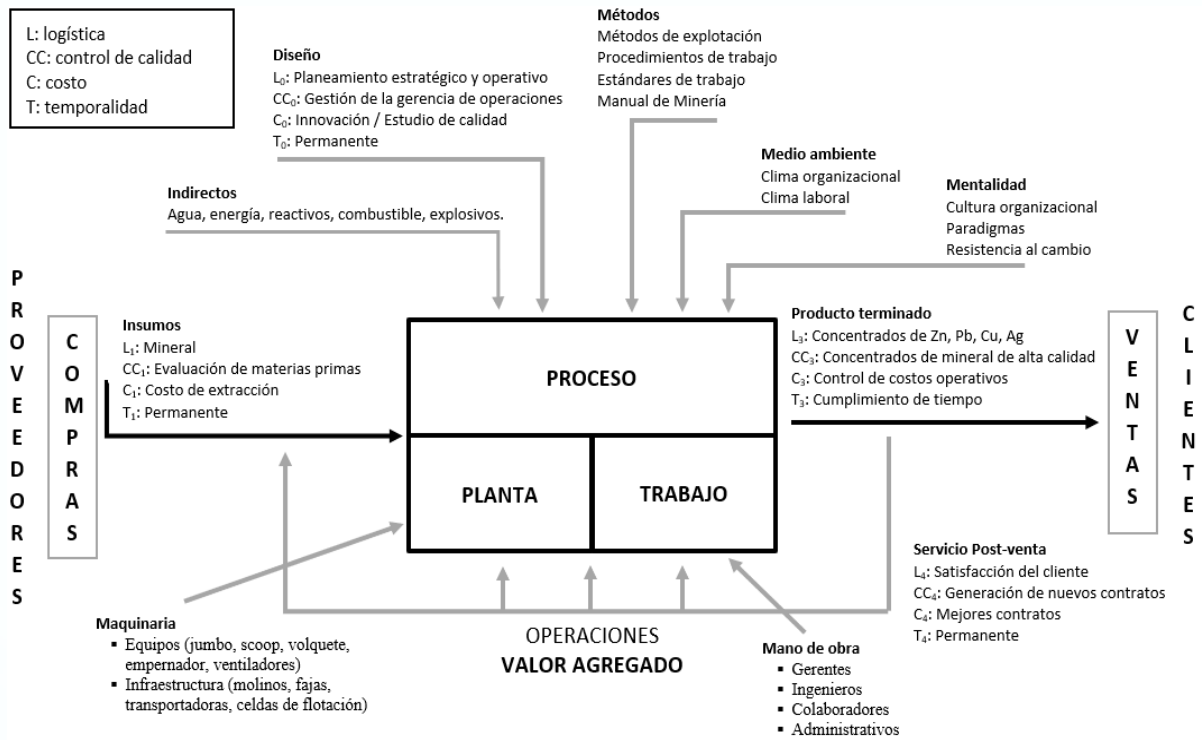 L: logística
CC: control de calidad
C: costo
T: temporalidad
Diseño
L₀: Planeamiento estratégico y operativo
CC₀: Gestión de la gerencia de operaciones
C₀: Innovación / Estudio de calidad
T₀: Permanente
Métodos
Métodos de explotación
Procedimientos de trabajo
Estándares de trabajo
Manual de Minería
Indirectos
Agua, energía, reactivos, combustible, explosivos.
Medio ambiente
Clima organizacional
Clima laboral
Mentalidad
Cultura organizacional
Paradigmas
Resistencia al cambio
PROVEEDORES
COMPRAS
Insumos
L₁: Mineral
CC₁: Evaluación de materias primas
C₁: Costo de extracción
T₁: Permanente
PROCESO
PLANTA
TRABAJO
Producto terminado
L₃: Concentrados de Zn, Pb, Cu, Ag
CC₃: Concentrados de mineral de alta calidad
C₃: Control de costos operativos
T₃: Cumplimiento de tiempo
VENTAS
CLIENTES
Servicio Post-venta
L₄: Satisfacción del cliente
CC₄: Generación de nuevos contratos
C₄: Mejores contratos
T₄: Permanente
Maquinaria
▪ Equipos (jumbo, scoop, volquete,
empernador, ventiladores)
▪ Infraestructura (molinos, fajas,
transportadoras, celdas de flotación)
OPERACIONES
VALOR AGREGADO
Mano de obra
▪ Gerentes
▪ Ingenieros
▪ Colaboradores
▪ Administrativos